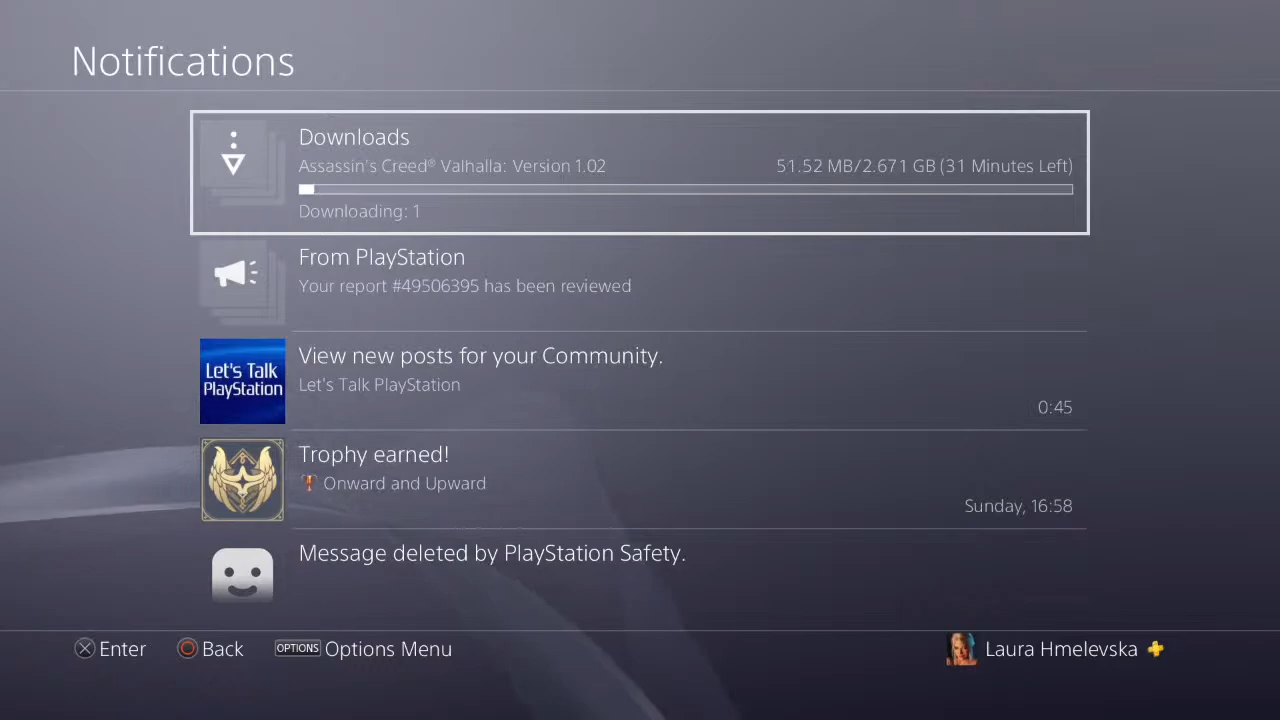 Notifications
Downloads
Assassin's Creed® Valhalla: Version 1.02
51.52 MB/2.671 GB (31 Minutes Left)
Downloading: 1
From PlayStation
Your report #49506395 has been reviewed
Let's Talk
PlayStation
View new posts for your Community.
Let's Talk PlayStation
0:45
Trophy earned!
Onward and Upward
Sunday, 16:58
Message deleted by PlayStation Safety.
Enter
Back
OPTIONS Options Menu
Laura Hmelevska